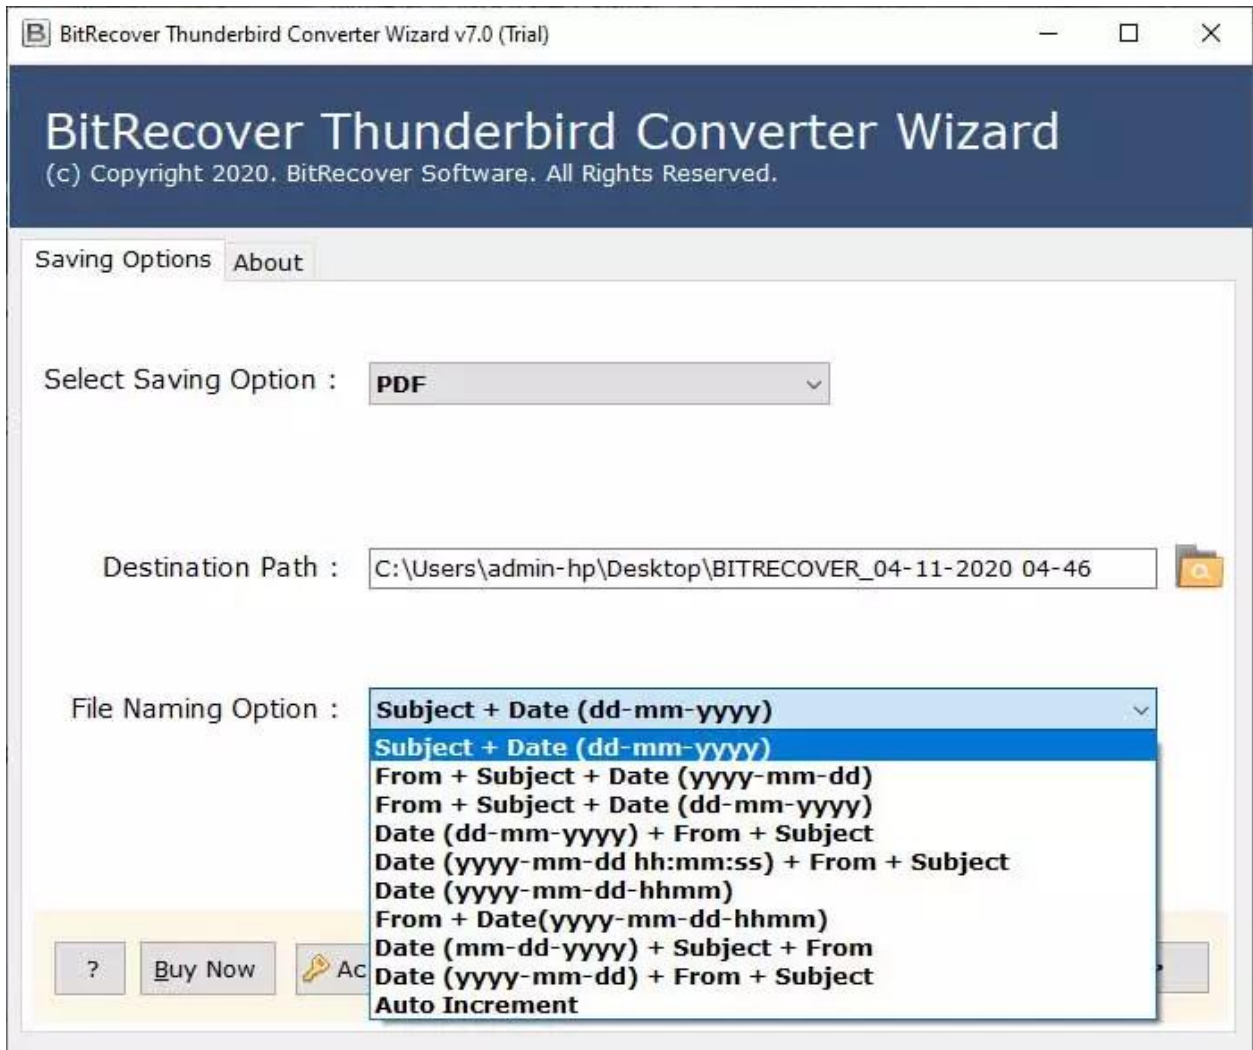 B BitRecover Thunderbird Converter Wizard v7.0 (Trial)
BitRecover Thunderbird Converter Wizard
(c) Copyright 2020. BitRecover Software. All Rights Reserved.
Saving Options About
Select Saving Option : PDF
Destination Path : C:\Users\admin-hp\Desktop\BITRECOVER_04-11-2020 04-46
File Naming Option : Subject + Date (dd-mm-yyyy)
Subject + Date (dd-mm-yyyy)
From + Subject + Date (yyyy-mm-dd)
From + Subject + Date (dd-mm-yyyy)
Date (dd-mm-yyyy) + From + Subject
Date (yyyy-mm-dd hh:mm:ss) + From + Subject
Date (yyyy-mm-dd-hhmm)
From + Date(yyyy-mm-dd-hhmm)
Date (mm-dd-yyyy) + Subject + From
Date (yyyy-mm-dd) + From + Subject
Auto Increment
? Buy Now Ac